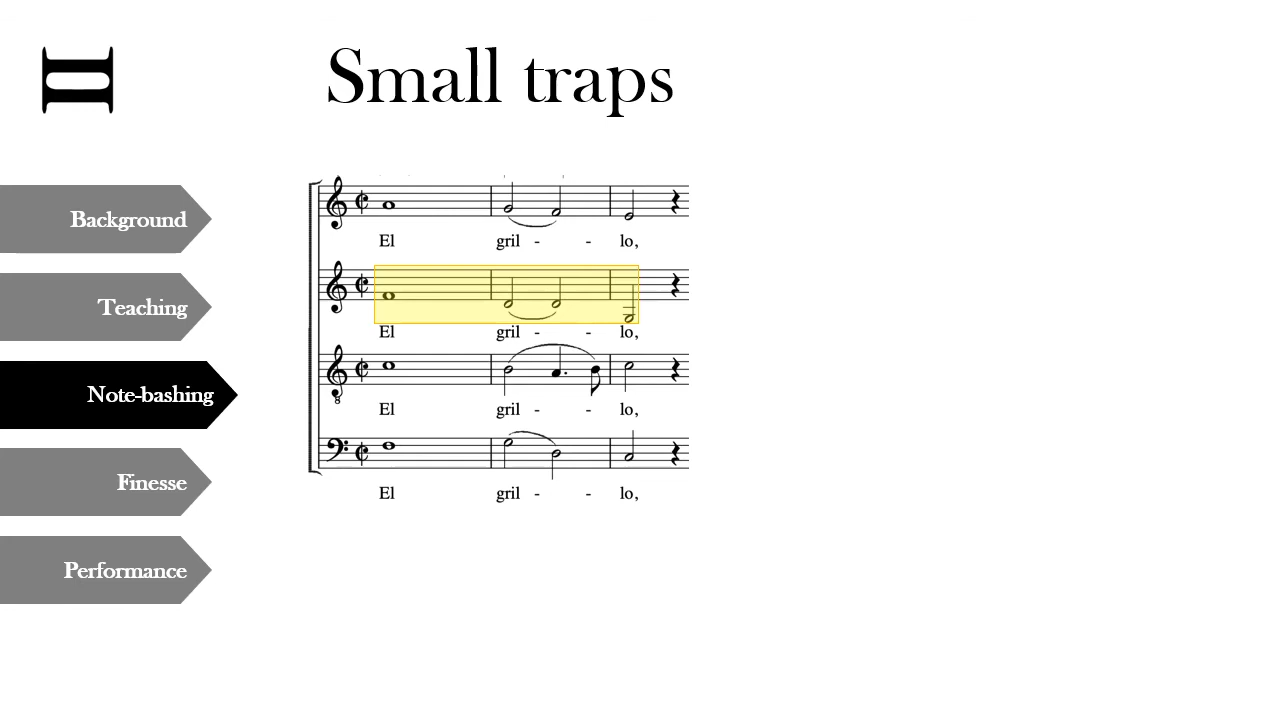 Small traps
Background
Teaching
Note-bashing
Finesse
Performance
El gril - - lo,
El gril - - lo,
8
El gril - - lo,
El gril - - lo,